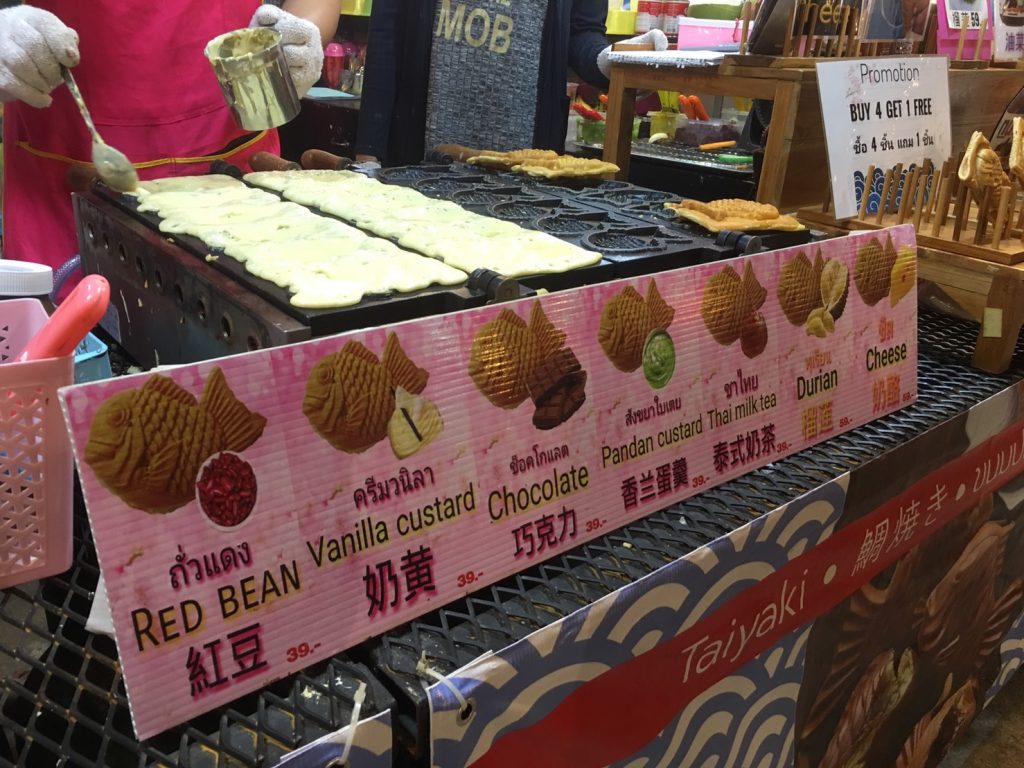 MOB
Promotion
BUY 4 GET 1 FREE
ซื้อ 4 ชิ้น แถม 1 ชิ้น
59.
ถั่วแดง
RED BEAN
紅豆
39.-
ครีมวนิลา
Vanilla custard
奶黄
39.-
ช็อคโกแลต
Chocolate
巧克力
39.-
สังขยาใบเตย
Pandan custard
香兰蛋羹
39.-
ชาไทย
Thai milk tea
泰式奶茶
39.-
ทุเรียน
Durian
榴莲
59.-
ชีส
Cheese
奶酪
59.-
Taiyaki • 鯛焼き •